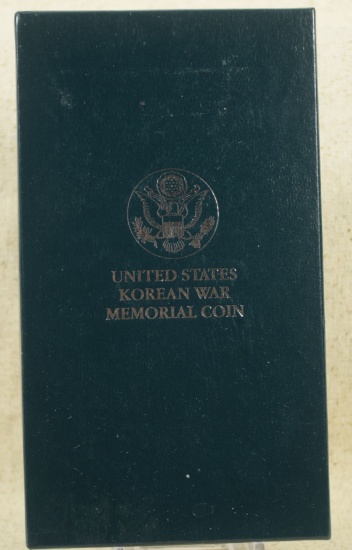 UNITED STATES
KOREAN WAR
MEMORIAL COIN